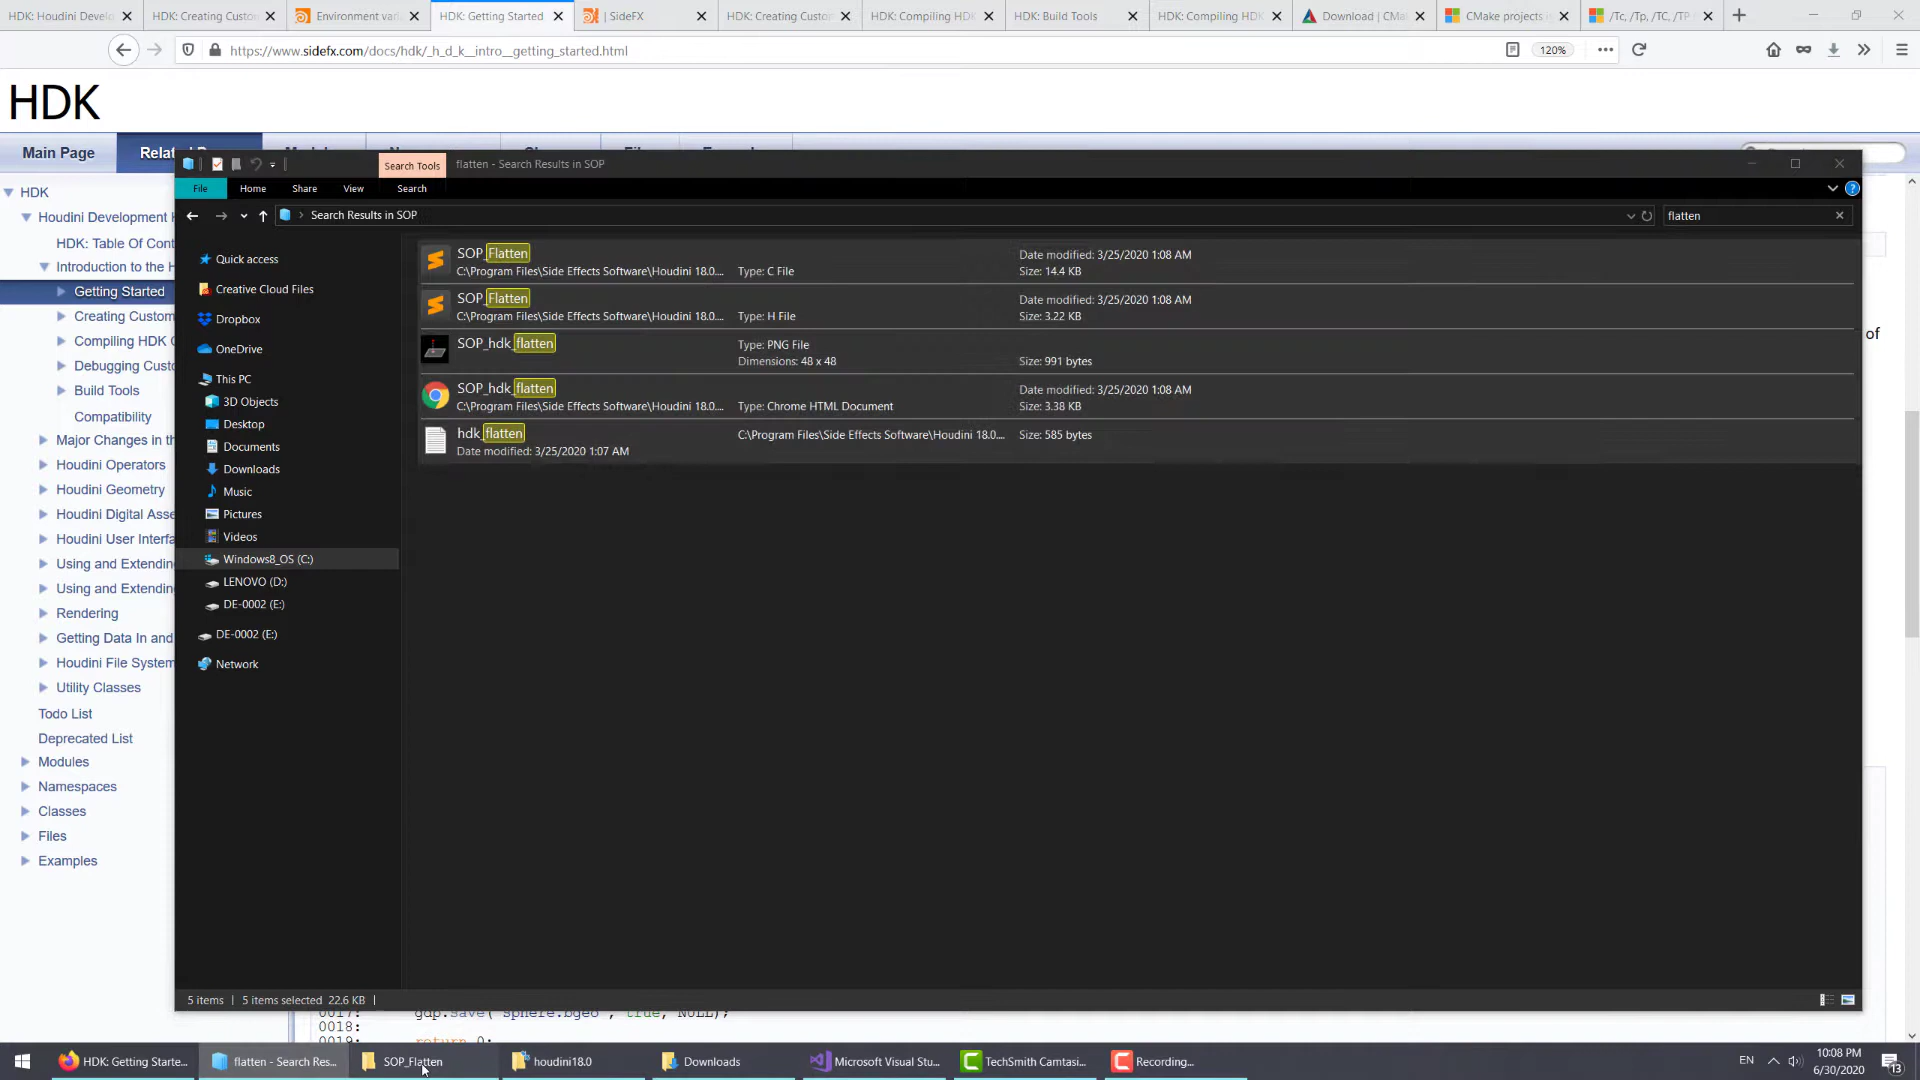 HDK: Houdini Develo
HDK: Creating Custo
Environment vari
HDK: Getting Started
| SideFX
HDK: Creating Custo
HDK: Compiling HDK
HDK: Build Tools
HDK: Compiling HDK
Download | CMa
CMake projects i
/Tc, /Tp, /TC, /TP
https://www.sidefx.com/docs/hdk/_h_d_k__intro__getting_started.html
120%
HDK
Main Page
Search Tools
flatten - Search Results in SOP
File
Home
Share
View
Search
Search Results in SOP
flatten
HDK
Houdini Development
HDK: Table Of Cont
Introduction to the H
Getting Started
Creating Custom
Compiling HDK
Debugging Custo
Build Tools
Compatibility
Major Changes in th
Houdini Operators
Houdini Geometry
Houdini Digital Asse
Houdini User Interfa
Using and Extending
Using and Extending
Rendering
Getting Data In and
Houdini File System
Utility Classes
Todo List
Deprecated List
Modules
Namespaces
Classes
Files
Examples
Quick access
Creative Cloud Files
Dropbox
OneDrive
This PC
3D Objects
Desktop
Documents
Downloads
Music
Pictures
Videos
Windows8_OS (C:)
LENOVO (D:)
DE-0002 (E:)
DE-0002 (E:)
Network
SOP_Flatten
Date modified: 3/25/2020 1:08 AM
C:\Program Files\Side Effects Software\Houdini 18.0....
Type: C File
Size: 14.4 KB
SOP_Flatten
Date modified: 3/25/2020 1:08 AM
C:\Program Files\Side Effects Software\Houdini 18.0....
Type: H File
Size: 3.22 KB
SOP_hdk_flatten
Type: PNG File
Dimensions: 48 x 48
Size: 991 bytes
SOP_hdk_flatten
Date modified: 3/25/2020 1:08 AM
C:\Program Files\Side Effects Software\Houdini 18.0....
Type: Chrome HTML Document
Size: 3.38 KB
hdk_flatten
C:\Program Files\Side Effects Software\Houdini 18.0....
Size: 585 bytes
Date modified: 3/25/2020 1:07 AM
of
5 items
5 items selected 22.6 KB
0018:
HDK: Getting Starte...
flatten - Search Res...
SOP_Flatten
houdini18.0
Downloads
Microsoft Visual Stu...
TechSmith Camtasi...
Recording...
EN
10:08 PM
6/30/2020
13